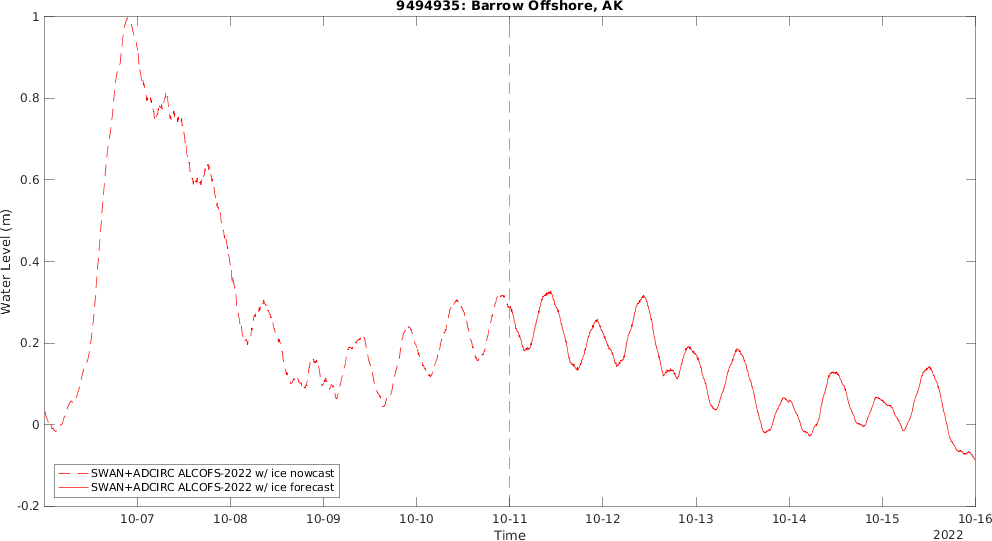 9494935: Barrow Offshore, AK
1
0.8
0.6
0.4
0.2
0
-0.2
Water Level (m)
SWAN+ADCIRC ALCOFS-2022 w/ ice nowcast
SWAN+ADCIRC ALCOFS-2022 w/ ice forecast
10-07 10-08 10-09 10-10 10-11 10-12 10-13 10-14 10-15 10-16
Time
2022